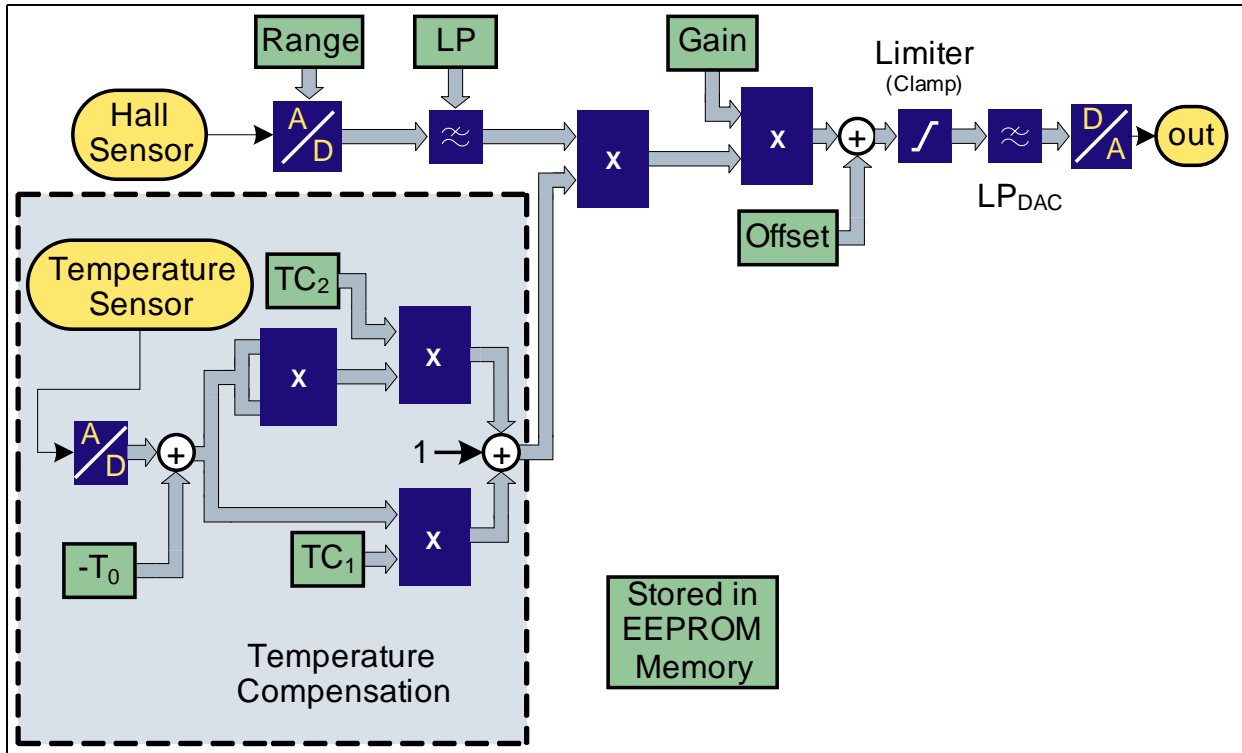 Range
LP
Gain
Limiter
(Clamp)
Hall
Sensor
A
D
X
X
+
D
A
out
LP_DAC
Offset
Temperature
Sensor
TC₂
X
X
A
D
+
1
+
-T₀
TC₁
X
Stored in
EEPROM
Memory
Temperature
Compensation